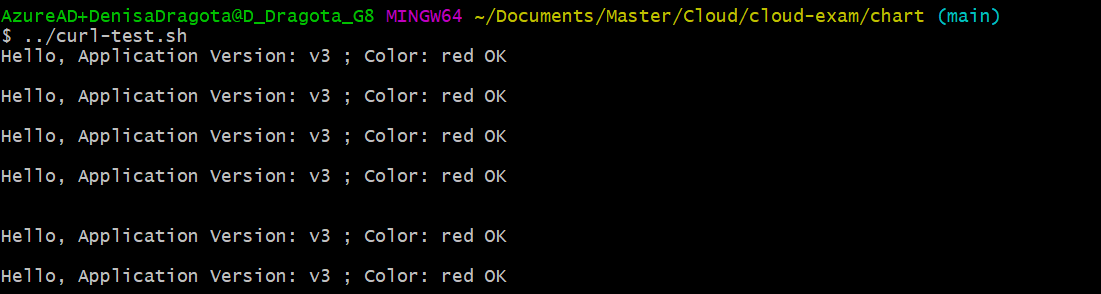 AzureAD+DenisaDragota@D_Dragota_G8 MINGW64 ~/Documents/Master/Cloud/cloud-exam/chart (main)
$ ../curl-test.sh
Hello, Application Version: v3 ; Color: red OK
Hello, Application Version: v3 ; Color: red OK
Hello, Application Version: v3 ; Color: red OK
Hello, Application Version: v3 ; Color: red OK
Hello, Application Version: v3 ; Color: red OK
Hello, Application Version: v3 ; Color: red OK